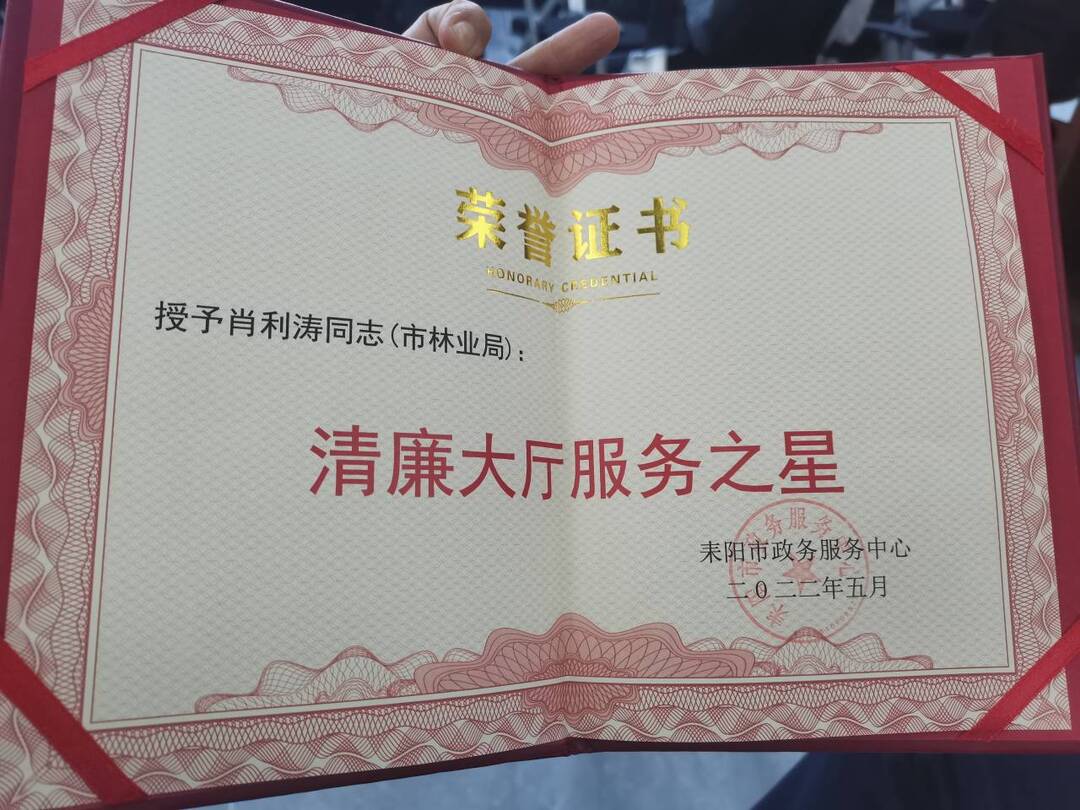 荣誉证书
HONORARY CREDENTIAL
授予肖利涛同志(市林业局):
清廉大厅服务之星
耒阳市政务服务中心
二0二二年五月